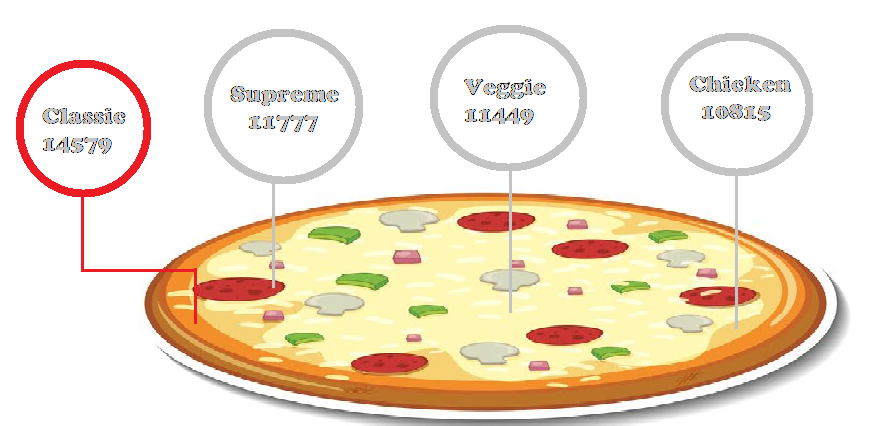 Classic
14579
Supreme
11777
Veggie
11449
Chicken
10815